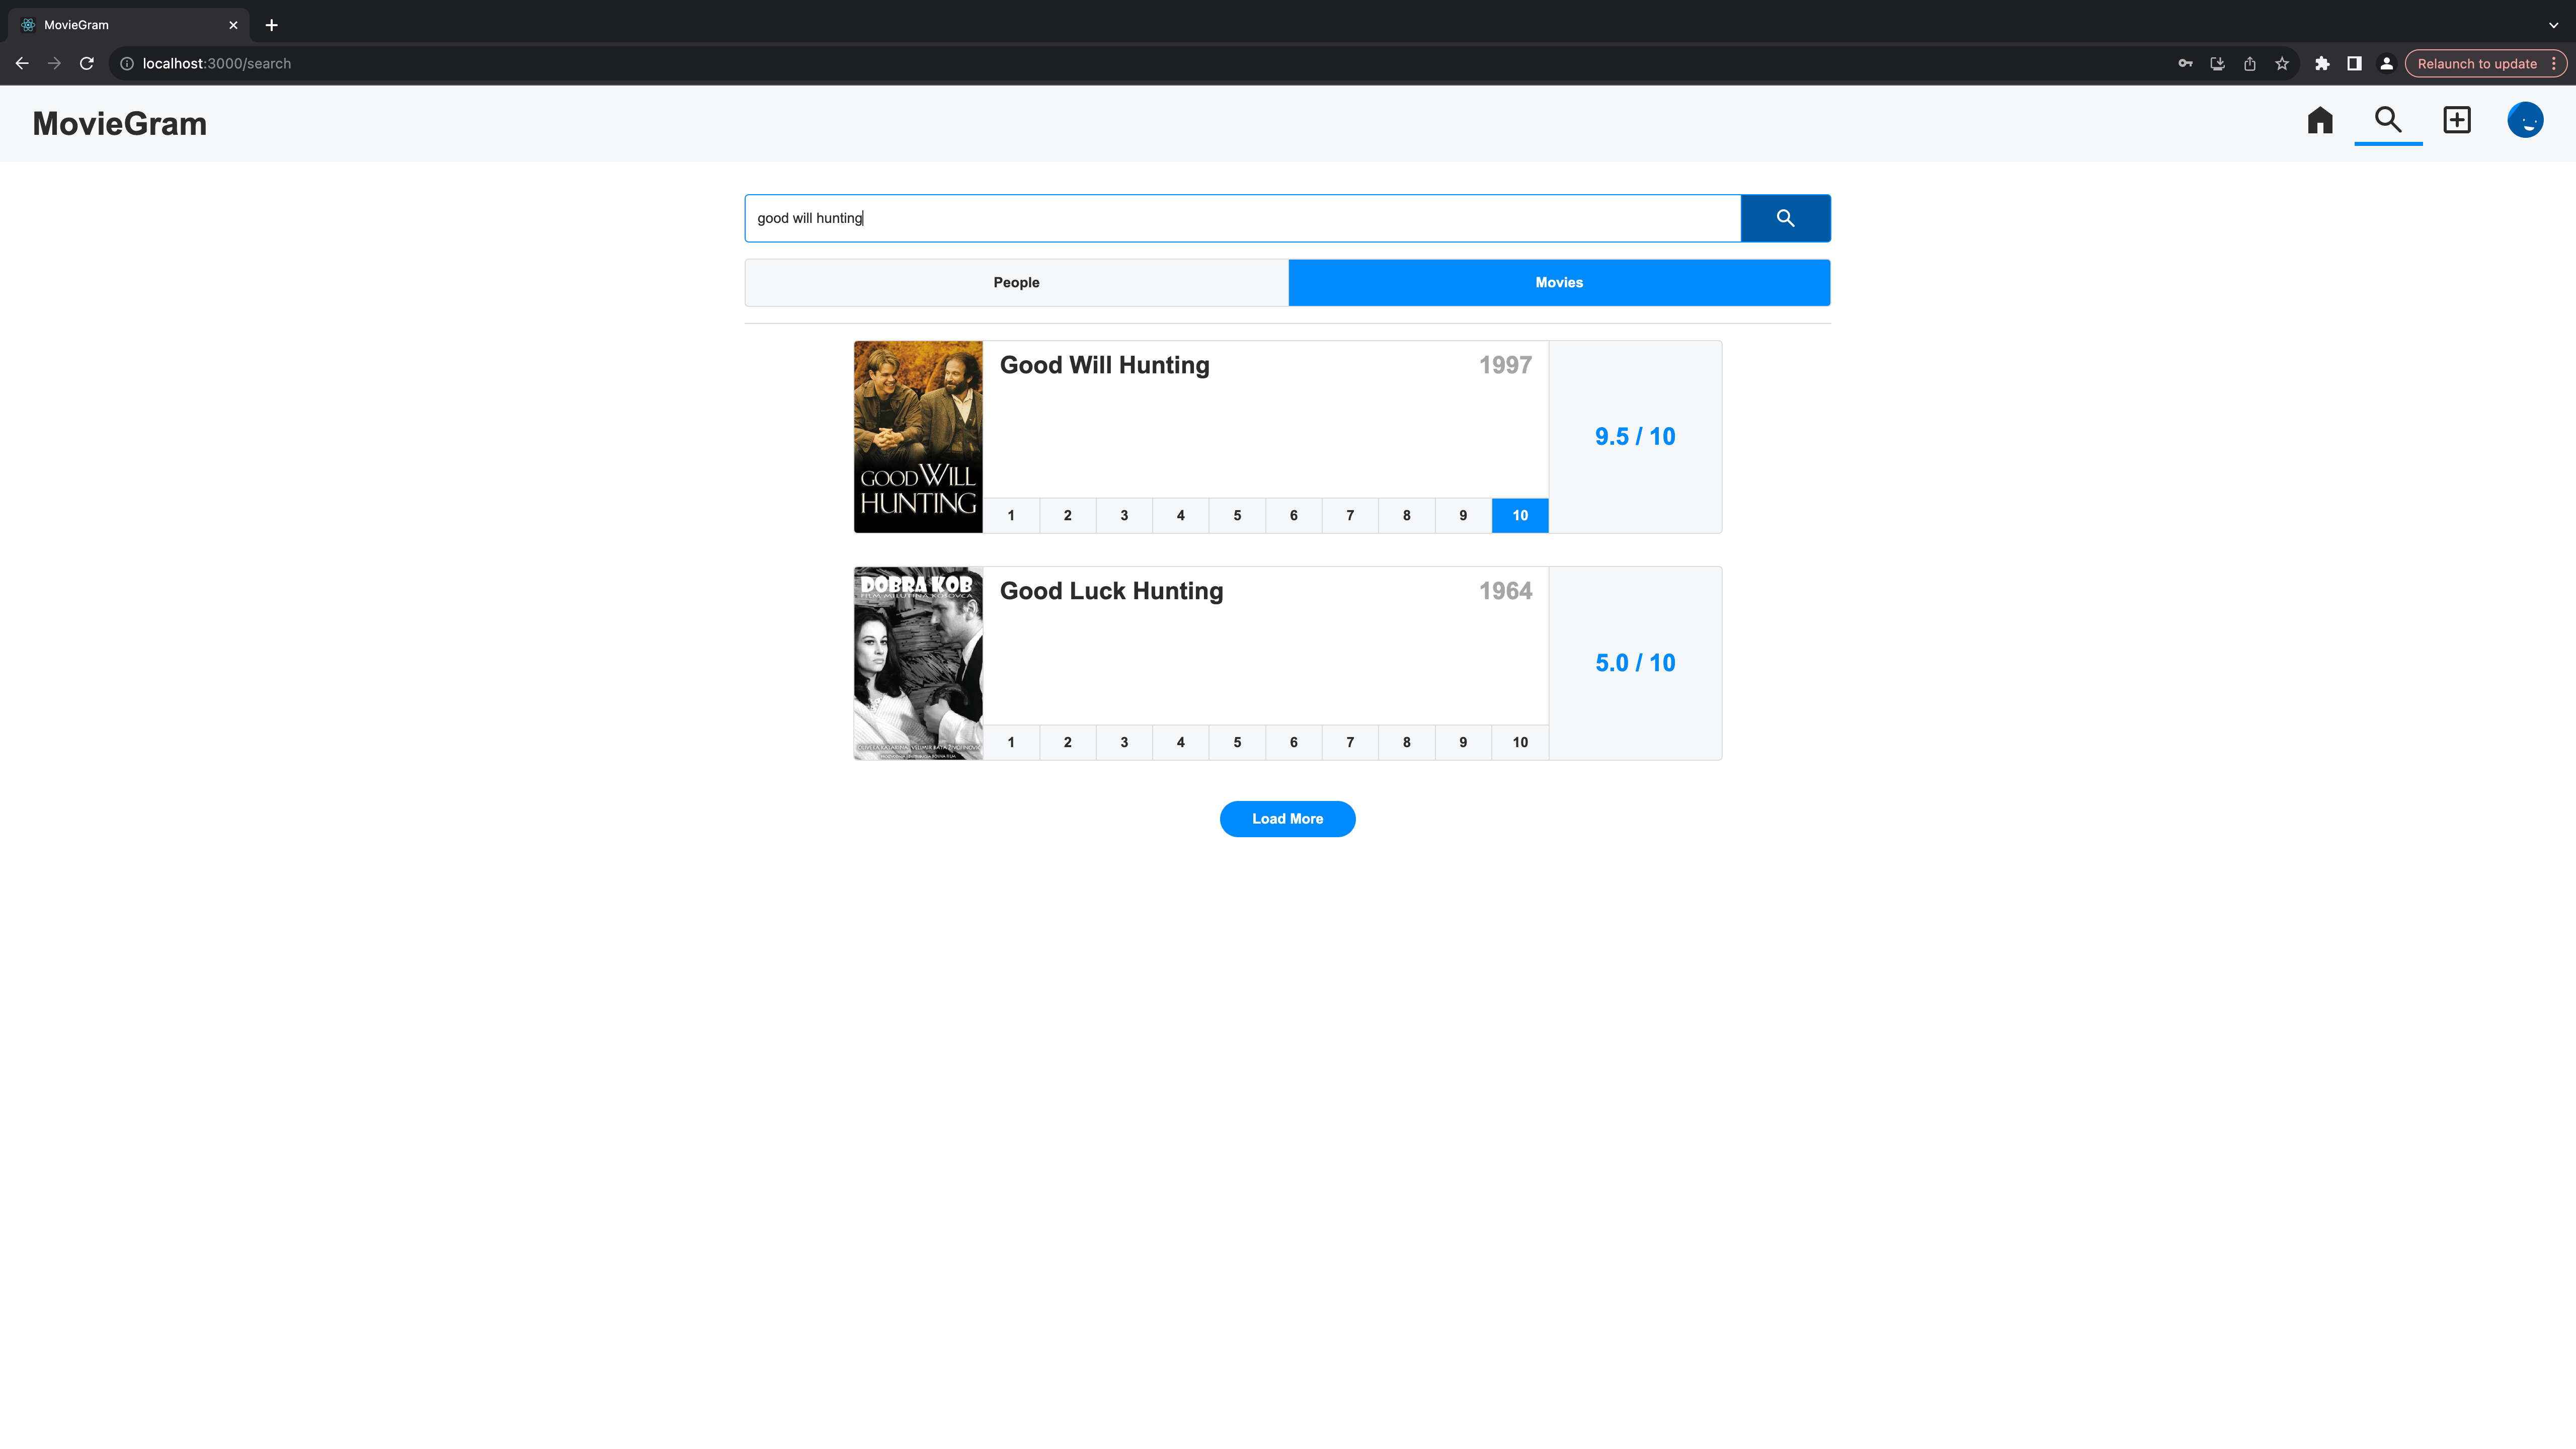 MovieGram
localhost:3000/search
Relaunch to update
MovieGram
good will hunting
People
Movies
GOOD WILL
HUNTING
Good Will Hunting
1997
9.5 / 10
1 2 3 4 5 6 7 8 9 10
DOBRA KOB
FILM MILUTINA KOSOVCA
Good Luck Hunting
1964
5.0 / 10
1 2 3 4 5 6 7 8 9 10
Load More